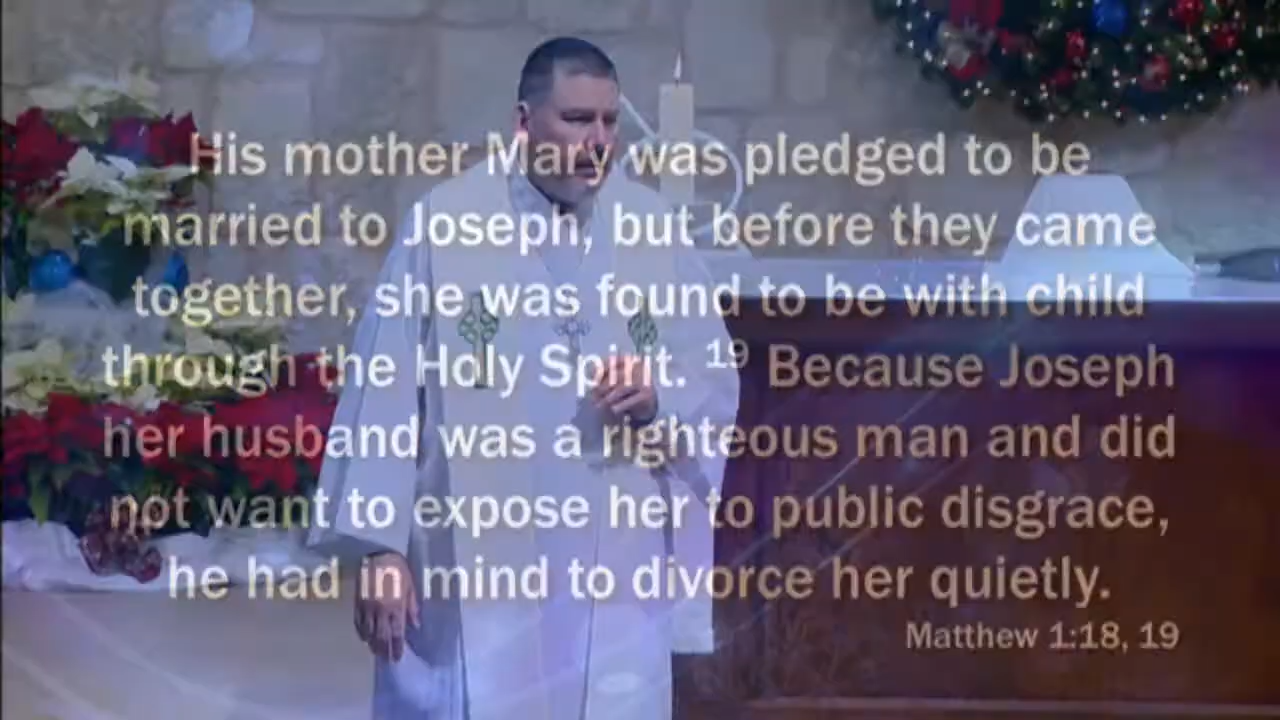 His mother Mary was pledged to be
married to Joseph, but before they came
together, she was found to be with child
through the Holy Spirit. 19 Because Joseph
her husband was a righteous man and did
not want to expose her to public disgrace,
he had in mind to divorce her quietly.
Matthew 1:18, 19